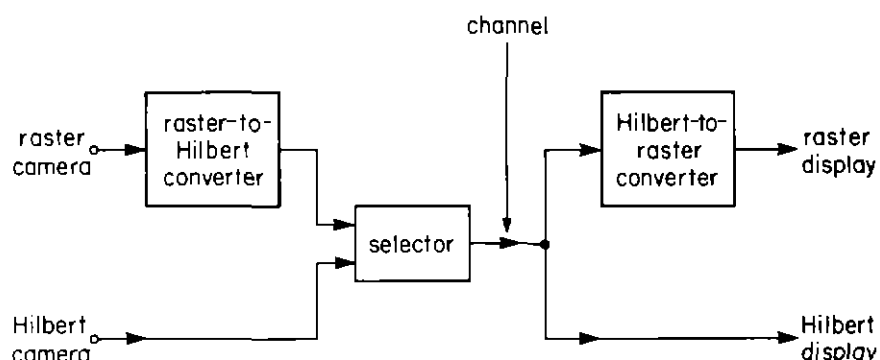 channel
raster
camera
raster-to-
Hilbert
converter
selector
Hilbert-to-
raster
converter
raster
display
Hilbert
camera
Hilbert
display